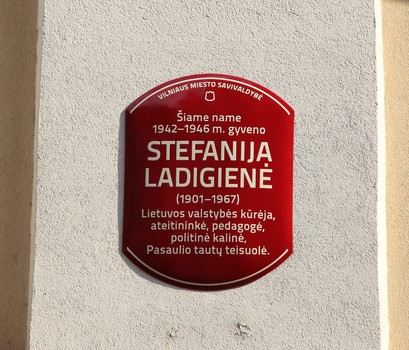 VILNIAUS MIESTO SAVIVALDYBĖ
Šiame name
1942–1946 m. gyveno
STEFANIJA
LADIGIENĖ
(1901–1967)
Lietuvos valstybės kūrėja,
ateitininkė, pedagogė,
politinė kalinė,
Pasaulio tautų teisuolė.